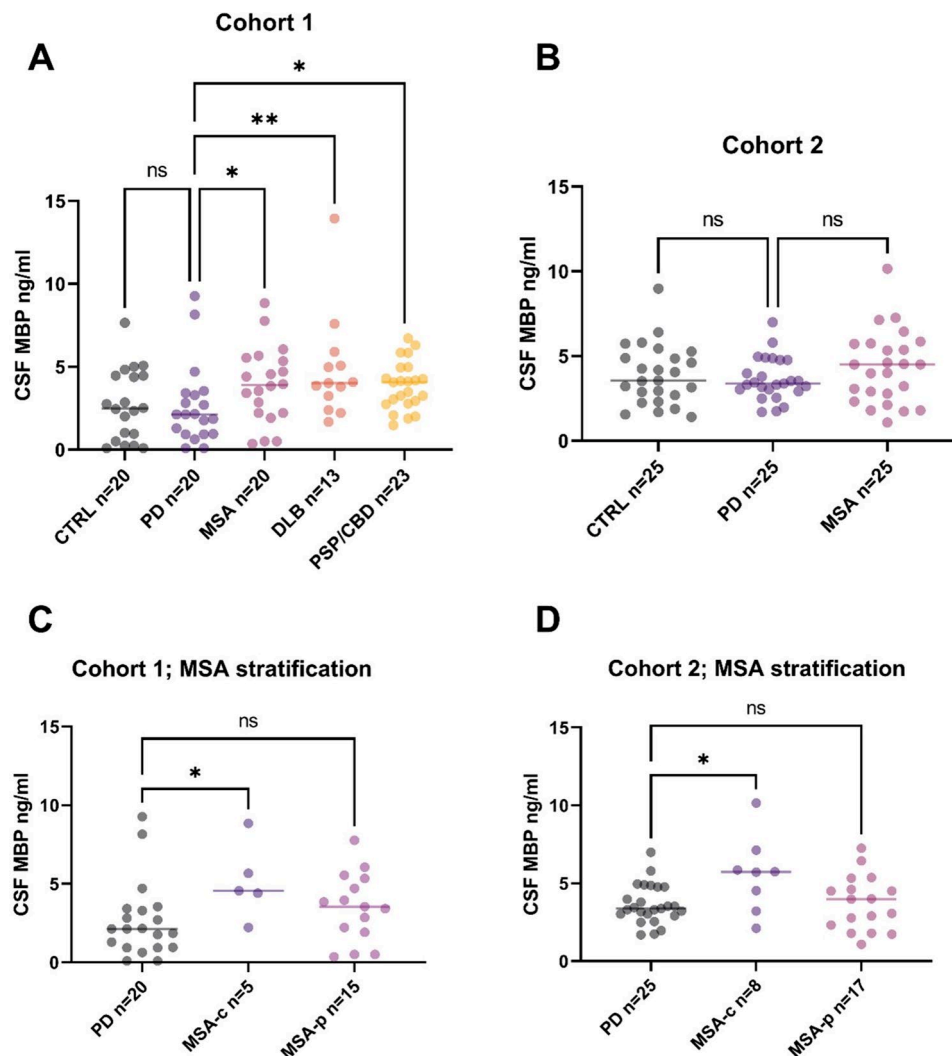 Cohort 1
A
*
**
ns
*
15
10
5
0
CSF MBP ng/ml
CTRL n=20
PD n=20
MSA n=20
DLB n=13
PSP/CBD n=23
B
Cohort 2
ns
ns
15
10
5
0
CSF MBP ng/ml
CTRL n=25
PD n=25
MSA n=25
C
Cohort 1; MSA stratification
ns
*
15
10
5
0
CSF MBP ng/ml
PD n=20
MSA-c n=5
MSA-p n=15
D
Cohort 2; MSA stratification
ns
*
15
10
5
0
CSF MBP ng/ml
PD n=25
MSA-c n=8
MSA-p n=17